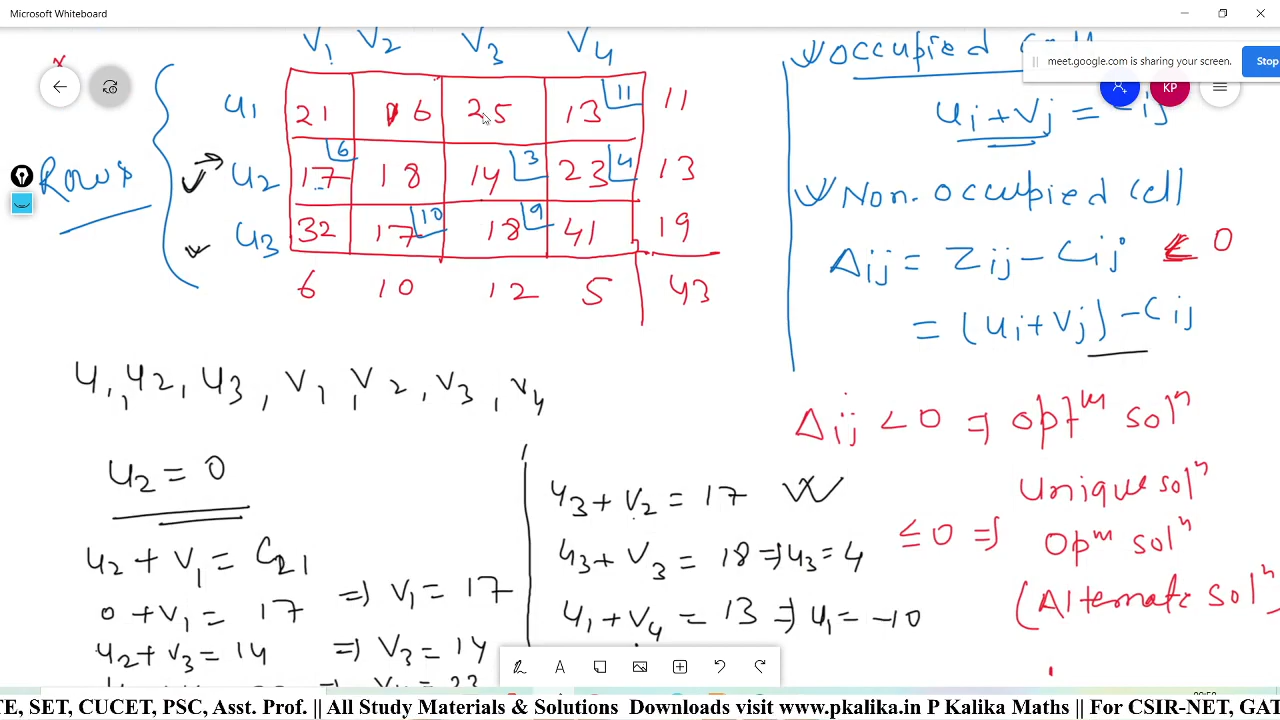 Microsoft Whiteboard
V1 V2 V3 V4
u1 21 16 25 13 11 11
Rows u2 17 6 18 14 3 23 4 13
u3 32 17 10 18 9 41 19
6 10 12 5 43
u1, u2, u3, v1, v2, v3, v4
u2 = 0
u2 + v1 = C21
0 + v1 = 17 ⇒ v1 = 17
u2 + v3 = 14 ⇒ v3 = 14
u3 + v2 = 17
u3 + v3 = 18 ⇒ u3 = 4
u1 + v4 = 13 ⇒ u1 = -10
occupied
meet.google.com is sharing your screen.
Stop
KP
ui + vj = cij
Non.occupied cell
Δij = Zij - Cij ≤ 0
= (ui + vj) - Cij
Δij < 0 ⇒ optm soln
Unique soln
≤ 0 ⇒ Opm soln
(Alternate soln)
TE, SET, CUCET, PSC, Asst. Prof. || All Study Materials & Solutions Downloads visit www.pkalika.in P Kalika Maths || For CSIR-NET, GAT